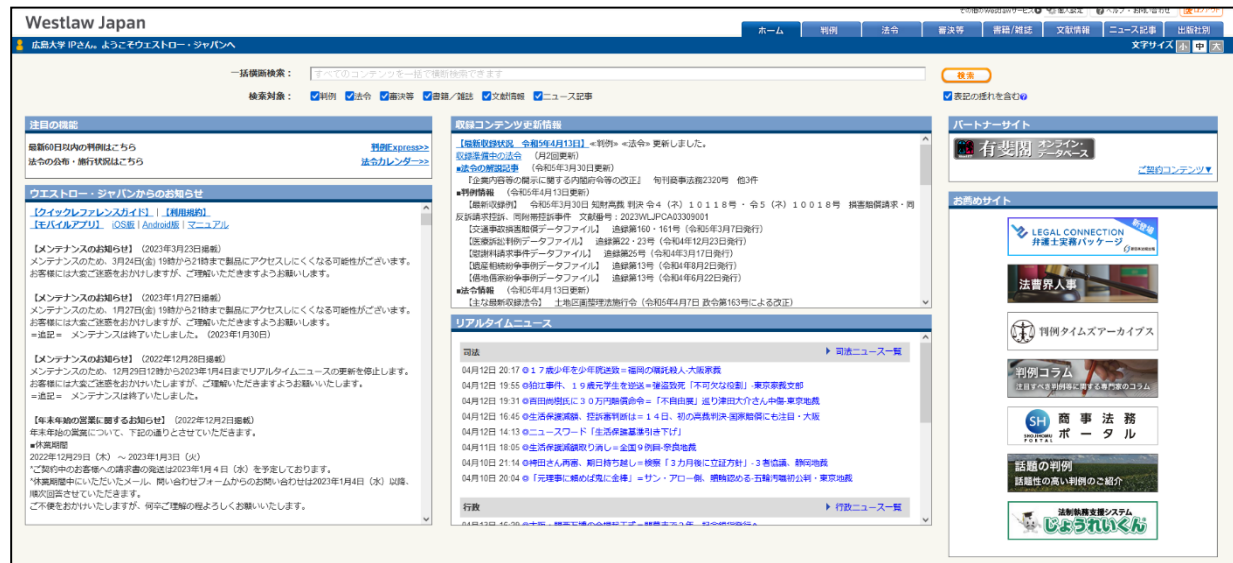 Westlaw Japan
ホーム 判例 法令 審決等 書籍/雑誌 文献情報 ニュース記事 出版社別
広島大学 IPさん。ようこそウエストロー・ジャパンへ
文字サイズ 小 中 大
一括横断検索： すべてのコンテンツを一括で横断検索できます 検索
検索対象： 判例 法令 審決等 書籍／雑誌 文献情報 ニュース記事 表記の揺れを含む
注目の機能
最新60日以内の判例はこちら 判例Express>>
法令の公布・施行状況はこちら 法令カレンダー>>
ウエストロー・ジャパンからのお知らせ
【クイックレファレンスガイド】 | 【利用規約】
【モバイルアプリ】 iOS版 | Android版 | マニュアル
【メンテナンスのお知らせ】（2023年3月23日掲載）
メンテナンスのため、3月24日(金) 19時から21時まで製品にアクセスしにくくなる可能性がございます。
お客様には大変ご迷惑をおかけしますが、ご理解いただきますようお願いします。
【メンテナンスのお知らせ】（2023年1月27日掲載）
メンテナンスのため、1月27日(金) 19時から21時まで製品にアクセスしにくくなる可能性がございます。
お客様には大変ご迷惑をおかけしますが、ご理解いただきますようお願いします。
=追記= メンテナンスは終了いたしました。（2023年1月30日）
【メンテナンスのお知らせ】（2022年12月28日掲載）
メンテナンスのため、12月29日12時から2023年1月4日までリアルタイムニュースの更新を停止します。
お客様には大変ご迷惑をおかけいたしますが、ご理解いただきますようお願いいたします。
=追記= メンテナンスは終了いたしました。
【年末年始の営業に関するお知らせ】（2022年12月2日掲載）
年末年始の営業について、下記の通りとさせていただきます。
■休業期間
2022年12月29日（木）～2023年1月3日（火）
*ご契約中のお客様への請求書の発送は2023年1月4日（水）を予定しております。
*休業期間中にいただいたメール、問い合わせフォームからのお問い合わせは2023年1月4日（水）以降、
順次回答させていただきます。
ご不便をおかけいたしますが、何卒ご理解の程よろしくお願いいたします。
収録コンテンツ更新情報
【最新収録状況 令和5年4月13日】≪判例≫ ≪法令≫ 更新しました。
収録準備中の法令 （月2回更新）
■法令の解説記事 （令和5年3月30日更新）
『企業内容等の開示に関する内閣府令等の改正』 旬刊商事法務2320号 他3件
■判例情報 （令和5年4月13日更新）
【最新収録例】 令和5年3月30日 知財高裁 判決 令4（ネ）10118号・令5（ネ）10018号 損害賠償請求・同
反訴請求控訴、同附帯控訴事件 文献番号：2023WLJPCA03309001
【交通事故損害賠償データファイル】 追録第160・161号（令和5年3月7日発行）
【医療訴訟判例データファイル】 追録第22・23号（令和4年12月23日発行）
【慰謝料請求事件データファイル】 追録第25号（令和4年3月17日発行）
【遺産相続紛争事例データファイル】 追録第13号（令和4年8月2日発行）
【借地借家紛争事例データファイル】 追録第13号（令和4年6月22日発行）
■法令情報 （令和5年4月13日更新）
【主な最新収録法令】 土地区画整理法施行令（令和5年4月7日 政令第163号による改正）
リアルタイムニュース
司法 司法ニュース一覧
04月12日 20:17 17歳少年を少年院送致＝福岡の嘱託殺人-大阪家裁
04月12日 19:55 狛江事件、19歳元学生を逆送＝強盗致死「不可欠な役割」-東京家裁支部
04月12日 19:31 百田尚樹氏に30万円賠償命令＝「不自由展」巡り津田大介さん中傷-東京地裁
04月12日 16:45 生活保護減額、控訴審判断は＝14日、初の高裁判決-国家賠償にも注目・大阪
04月12日 14:13 ニュースワード「生活保護基準引き下げ」
04月11日 18:05 生活保護減額取り消し＝全国9例目-奈良地裁
04月10日 21:14 袴田さん再審、期日持ち越し＝検察「3カ月後に立証方針」-3者協議、静岡地裁
04月10日 20:04 「元理事に頼めば鬼に金棒」＝サン・アロー側、贈賄認める-五輪汚職初公判・東京地裁
行政 行政ニュース一覧
パートナーサイト
有斐閣 オンライン・データベース
ご契約コンテンツ▼
お薦めサイト
LEGAL CONNECTION 新登場
弁護士実務パッケージ
法曹界人事
判例タイムズアーカイブス
判例コラム
注目すべき判例等に関する専門家のコラム
SH 商事法務
SHOJIHOMU PORTAL ポータル
話題の判例
話題性の高い判例のご紹介
法制執務支援システム
じょうれいくん